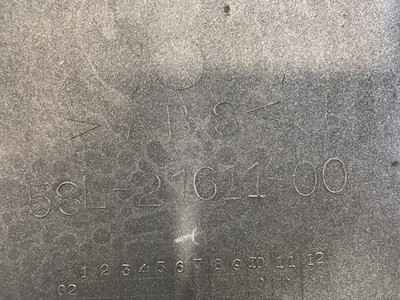 >ABS<
5SL-21611-00
1 2 3 4 5 6 7 8 9 10 11 12
02